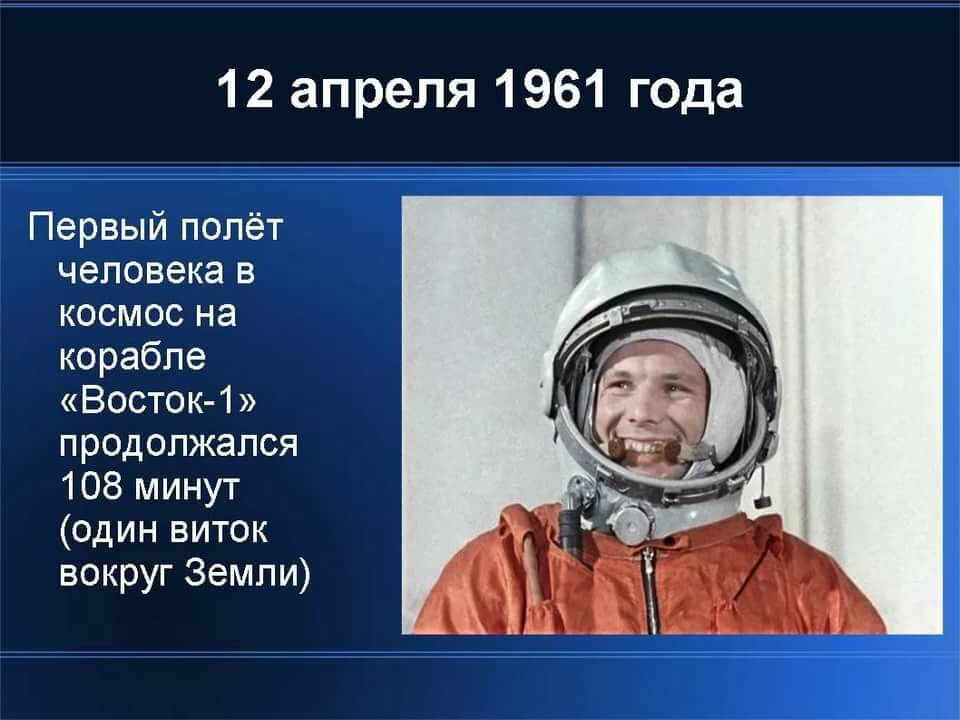 12 апреля 1961 года
Первый полёт
человека в
космос на
корабле
«Восток-1»
продолжался
108 минут
(один виток
вокруг Земли)